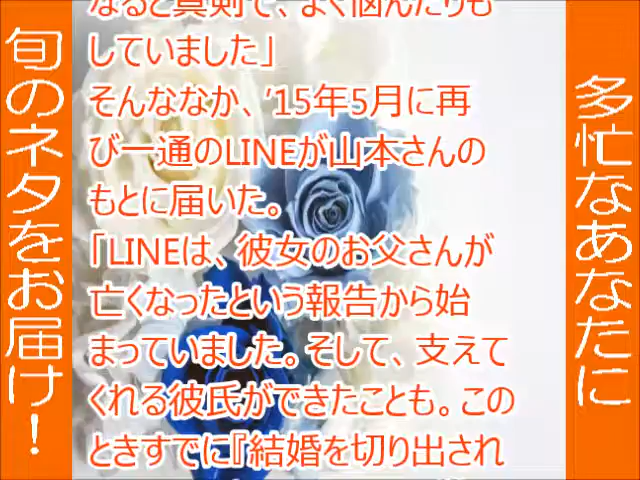 多忙なあなたに
旬のネタをお届け！
なると真剣で、よく悩んだりも
していました」
そんななか、'15年5月に再
び一通のLINEが山本さんの
もとに届いた。
「LINEは、彼女のお父さんが
亡くなったという報告から始
まっていました。そして、支えて
くれる彼氏ができたことも。この
ときすでに『結婚を切り出され